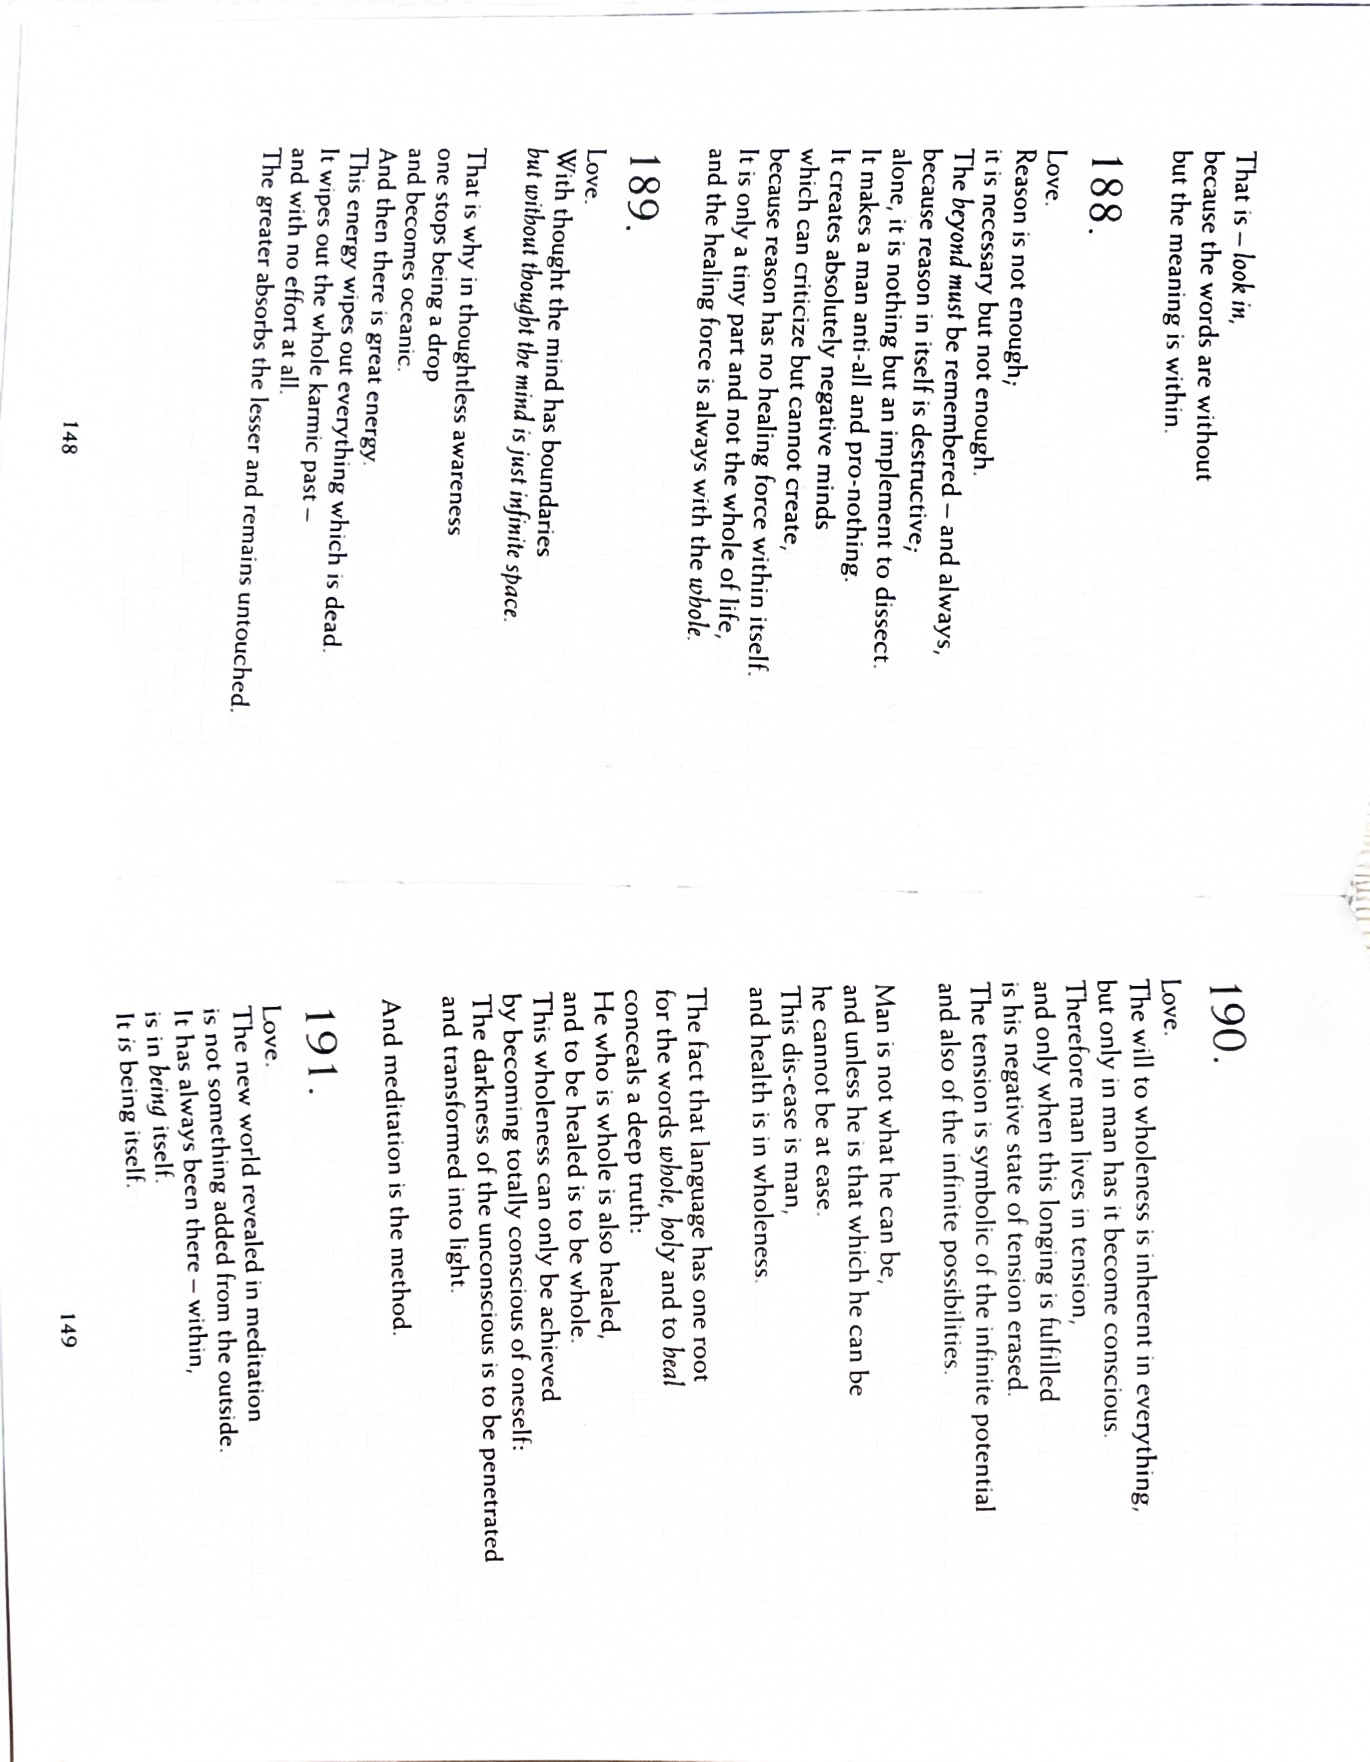 That is – look in,
because the words are without
but the meaning is within.
188.
Love.
Reason is not enough;
it is necessary but not enough.
The beyond must be remembered – and always,
because reason in itself is destructive;
alone, it is nothing but an implement to dissect.
It makes a man anti-all and pro-nothing.
It creates absolutely negative minds
which can criticize but cannot create,
because reason has no healing force within itself.
It is only a tiny part and not the whole of life,
and the healing force is always with the whole.
189.
Love.
With thought the mind has boundaries
but without thought the mind is just infinite space.
That is why in thoughtless awareness
one stops being a drop
and becomes oceanic.
And then there is great energy.
This energy wipes out everything which is dead.
It wipes out the whole karmic past –
and with no effort at all.
The greater absorbs the lesser and remains untouched.
148
190.
Love.
The will to wholeness is inherent in everything,
but only in man has it become conscious.
Therefore man lives in tension,
and only when this longing is fulfilled
is his negative state of tension erased.
The tension is symbolic of the infinite potential
and also of the infinite possibilities.
Man is not what he can be,
and unless he is that which he can be
he cannot be at ease.
This dis-ease is man,
and health is in wholeness.
The fact that language has one root
for the words whole, holy and to heal
conceals a deep truth:
He who is whole is also healed,
and to be healed is to be whole.
This wholeness can only be achieved
by becoming totally conscious of oneself:
The darkness of the unconscious is to be penetrated
and transformed into light.
And meditation is the method.
191.
Love.
The new world revealed in meditation
is not something added from the outside.
It has always been there – within,
is in being itself.
It is being itself.
149